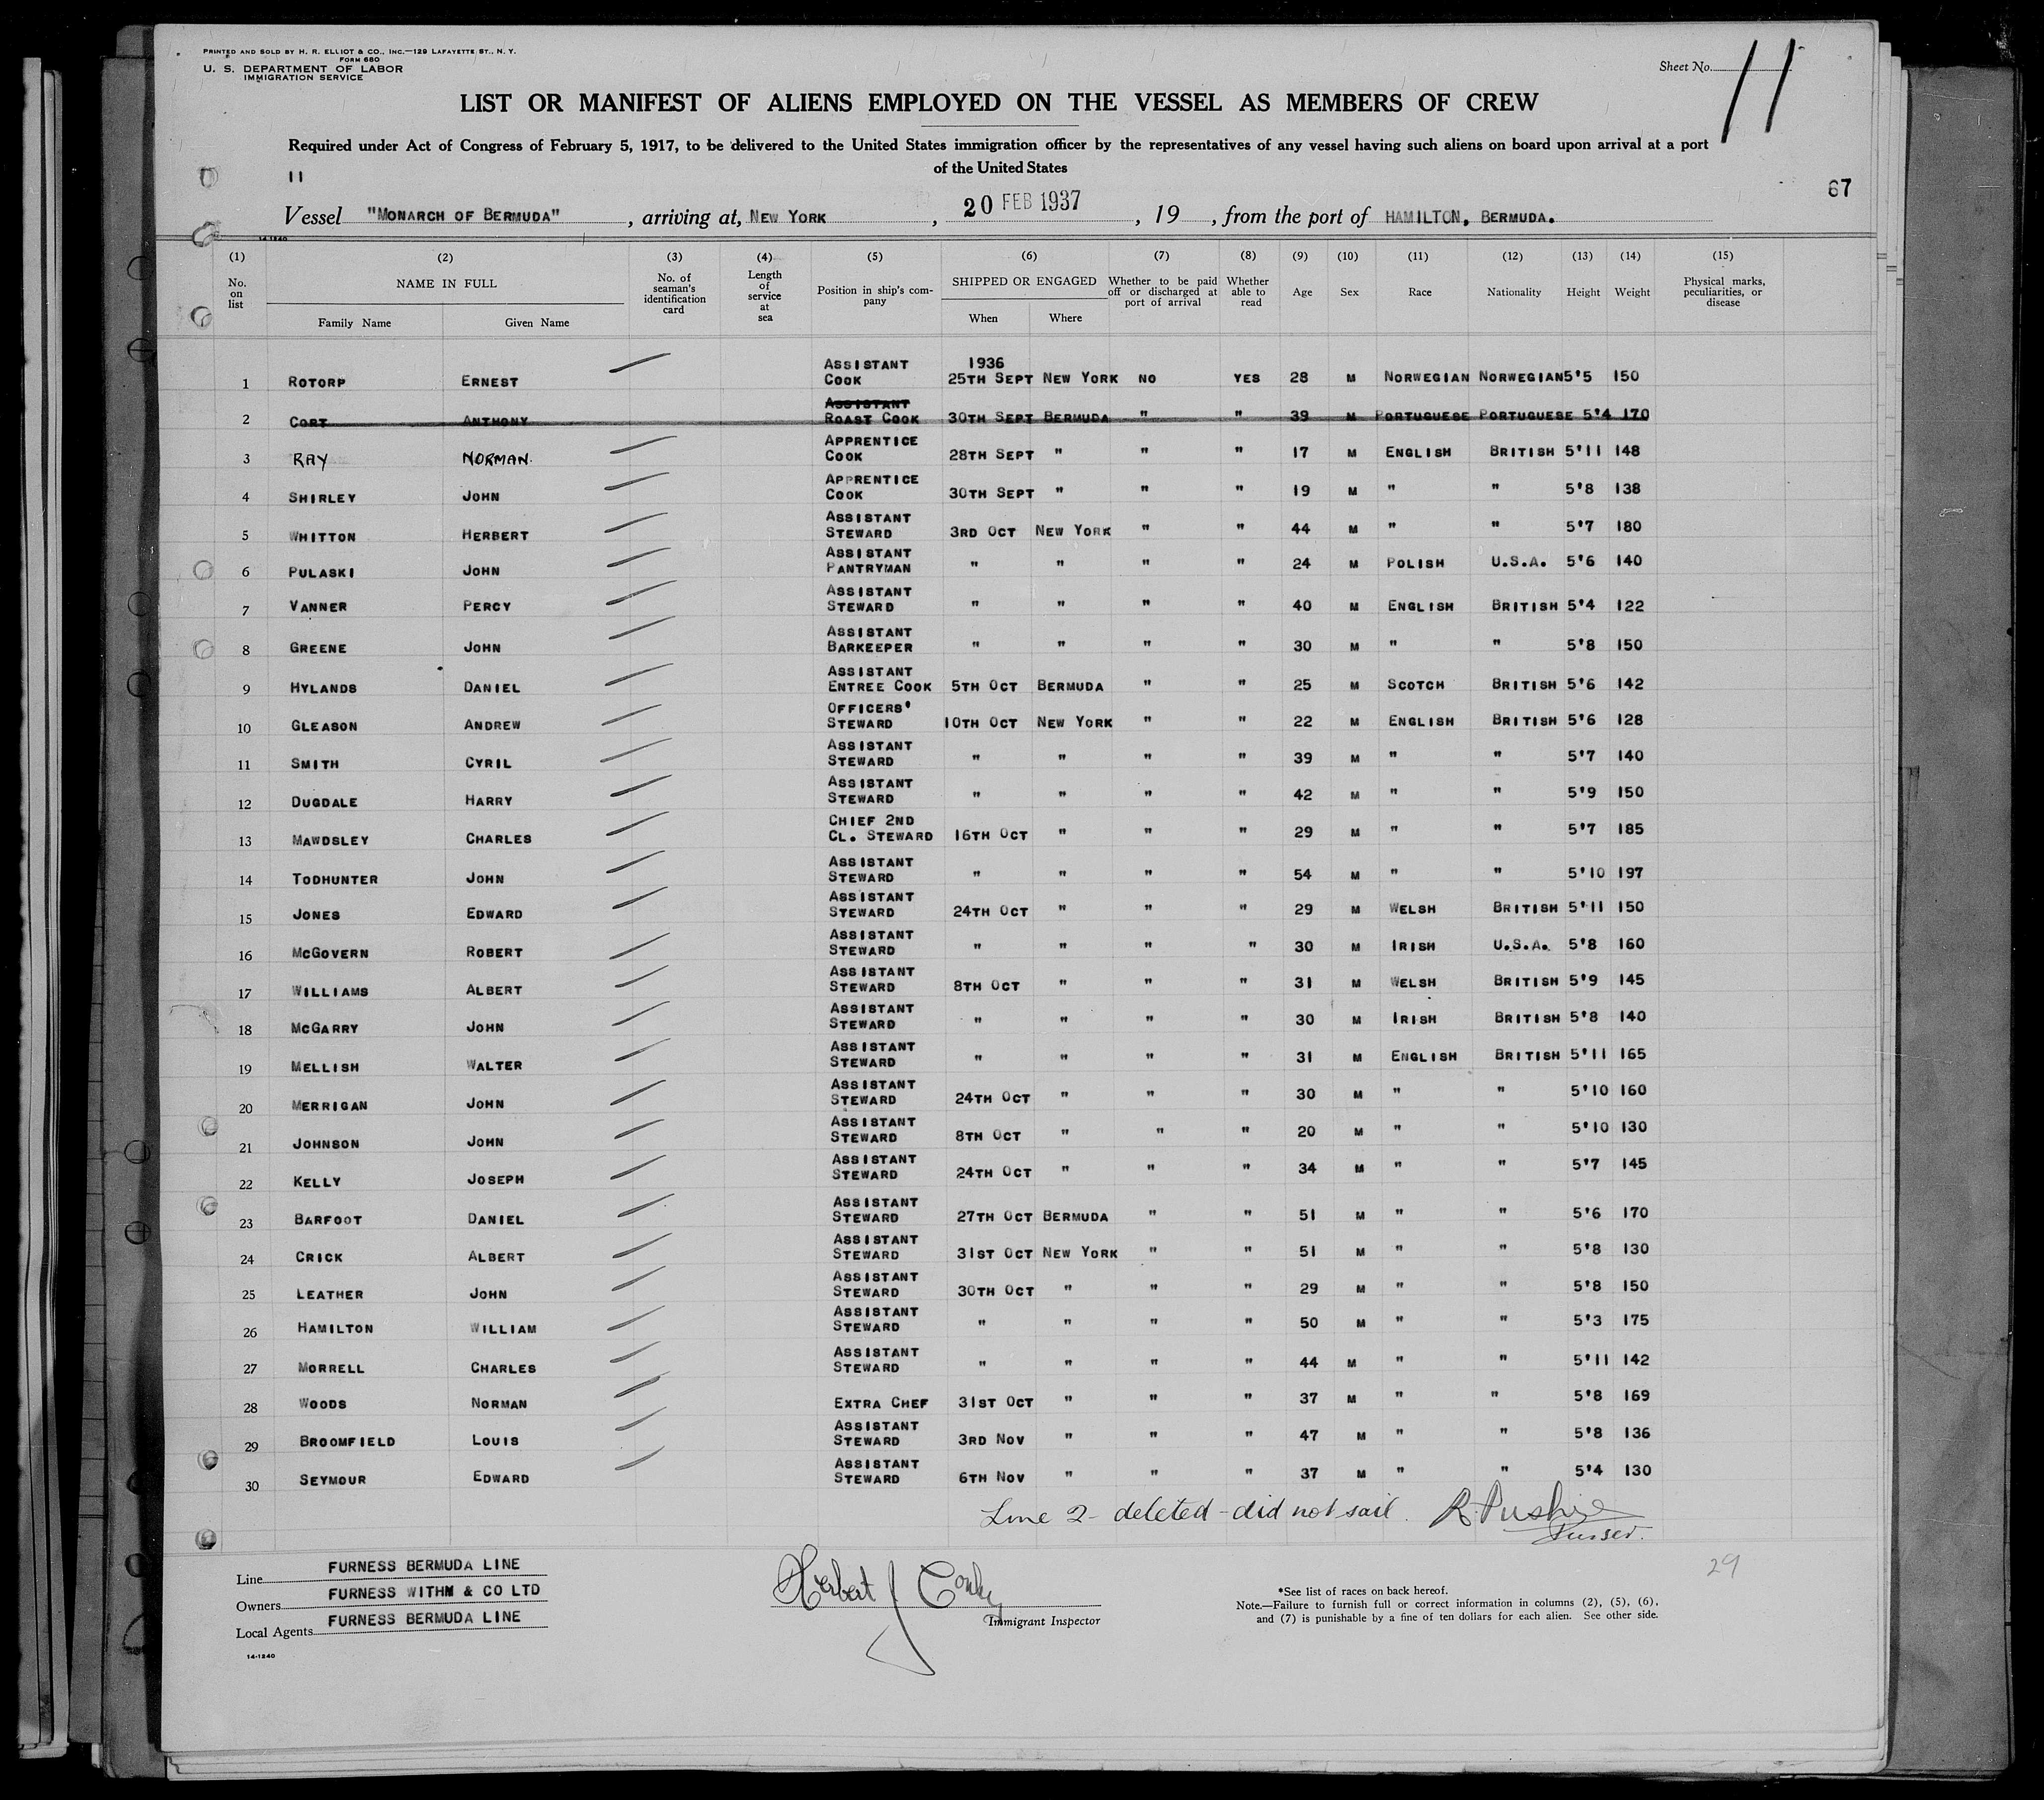 PRINTED AND SOLD BY H. R. ELLIOT & CO., INC.—129 LAFAYETTE ST., N. Y.
FORM 680
U. S. DEPARTMENT OF LABOR
IMMIGRATION SERVICE
Sheet No. 11
LIST OR MANIFEST OF ALIENS EMPLOYED ON THE VESSEL AS MEMBERS OF CREW
Required under Act of Congress of February 5, 1917, to be delivered to the United States immigration officer by the representatives of any vessel having such aliens on board upon arrival at a port
of the United States
11
67
Vessel "MONARCH OF BERMUDA", arriving at, NEW YORK, 20 FEB 1937, 19 , from the port of HAMILTON, BERMUDA.
14-1240
(1) (2) (3) (4) (5) (6) (7) (8) (9) (10) (11) (12) (13) (14) (15)
No. on list NAME IN FULL No. of seaman's identification card Length of service at sea Position in ship's company SHIPPED OR ENGAGED Whether to be paid off or discharged at port of arrival Whether able to read Age Sex Race Nationality Height Weight Physical marks, peculiarities, or disease
Family Name Given Name When Where
1 ROTORP ERNEST ASSISTANT COOK 1936 25TH SEPT NEW YORK NO YES 28 M NORWEGIAN NORWEGIAN 5'5 150
2 CORT ANTHONY ASSISTANT ROAST COOK 30TH SEPT BERMUDA " " 39 M PORTUGUESE PORTUGUESE 5'4 170
3 RAY NORMAN APPRENTICE COOK 28TH SEPT " " " 17 M ENGLISH BRITISH 5'11 148
4 SHIRLEY JOHN APPRENTICE COOK 30TH SEPT " " " 19 M " " 5'8 138
5 WHITTON HERBERT ASSISTANT STEWARD 3RD OCT NEW YORK " " 44 M " " 5'7 180
6 PULASKI JOHN ASSISTANT PANTRYMAN " " " " 24 M POLISH U.S.A. 5'6 140
7 VANNER PERCY ASSISTANT STEWARD " " " " 40 M ENGLISH BRITISH 5'4 122
8 GREENE JOHN ASSISTANT BARKEEPER " " " " 30 M " " 5'8 150
9 HYLANDS DANIEL ASSISTANT ENTREE COOK 5TH OCT BERMUDA " " 25 M SCOTCH BRITISH 5'6 142
10 GLEASON ANDREW OFFICERS' STEWARD 10TH OCT NEW YORK " " 22 M ENGLISH BRITISH 5'6 128
11 SMITH CYRIL ASSISTANT STEWARD " " " " 39 M " " 5'7 140
12 DUGDALE HARRY ASSISTANT STEWARD " " " " 42 M " " 5'9 150
13 MAWDSLEY CHARLES CHIEF 2ND CL. STEWARD 16TH OCT " " " 29 M " " 5'7 185
14 TODHUNTER JOHN ASSISTANT STEWARD " " " " 54 M " " 5'10 197
15 JONES EDWARD ASSISTANT STEWARD 24TH OCT " " " 29 M WELSH BRITISH 5'11 150
16 McGOVERN ROBERT ASSISTANT STEWARD " " " " 30 M IRISH U.S.A. 5'8 160
17 WILLIAMS ALBERT ASSISTANT STEWARD 8TH OCT " " " 31 M WELSH BRITISH 5'9 145
18 McGARRY JOHN ASSISTANT STEWARD " " " " 30 M IRISH BRITISH 5'8 140
19 MELLISH WALTER ASSISTANT STEWARD " " " " 31 M ENGLISH BRITISH 5'11 165
20 MERRIGAN JOHN ASSISTANT STEWARD 24TH OCT " " " 30 M " " 5'10 160
21 JOHNSON JOHN ASSISTANT STEWARD 8TH OCT " " " 20 M " " 5'10 130
22 KELLY JOSEPH ASSISTANT STEWARD 24TH OCT " " " 34 M " " 5'7 145
23 BARFOOT DANIEL ASSISTANT STEWARD 27TH OCT BERMUDA " " 51 M " " 5'6 170
24 CRICK ALBERT ASSISTANT STEWARD 31ST OCT NEW YORK " " 51 M " " 5'8 130
25 LEATHER JOHN ASSISTANT STEWARD 30TH OCT " " " 29 M " " 5'8 150
26 HAMILTON WILLIAM ASSISTANT STEWARD " " " " 50 M " " 5'3 175
27 MORRELL CHARLES ASSISTANT STEWARD " " " " 44 M " " 5'11 142
28 WOODS NORMAN EXTRA CHEF 31ST OCT " " " 37 M " " 5'8 169
29 BROOMFIELD LOUIS ASSISTANT STEWARD 3RD NOV " " " 47 M " " 5'8 136
30 SEYMOUR EDWARD ASSISTANT STEWARD 6TH NOV " " " 37 M " " 5'4 130
Line 2 - deleted - did not sail. R. Pushie
Purser.
29
Line FURNESS BERMUDA LINE
Owners FURNESS WITHM & CO LTD
Local Agents FURNESS BERMUDA LINE
14-1240
Herbert J
Immigrant Inspector
*See list of races on back hereof.
Note.—Failure to furnish full or correct information in columns (2), (5), (6),
and (7) is punishable by a fine of ten dollars for each alien. See other side.